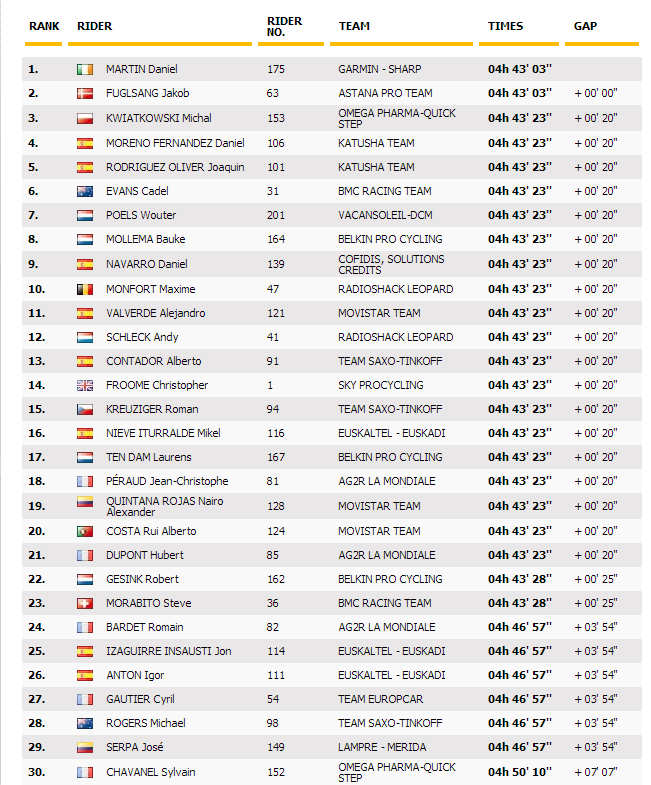 RANK RIDER RIDER NO. TEAM TIMES GAP
1. MARTIN Daniel 175 GARMIN - SHARP 04h 43' 03''
2. FUGLSANG Jakob 63 ASTANA PRO TEAM 04h 43' 03'' + 00' 00''
3. KWIATKOWSKI Michal 153 OMEGA PHARMA-QUICK STEP 04h 43' 23'' + 00' 20''
4. MORENO FERNANDEZ Daniel 106 KATUSHA TEAM 04h 43' 23'' + 00' 20''
5. RODRIGUEZ OLIVER Joaquin 101 KATUSHA TEAM 04h 43' 23'' + 00' 20''
6. EVANS Cadel 31 BMC RACING TEAM 04h 43' 23'' + 00' 20''
7. POELS Wouter 201 VACANSOLEIL-DCM 04h 43' 23'' + 00' 20''
8. MOLLEMA Bauke 164 BELKIN PRO CYCLING 04h 43' 23'' + 00' 20''
9. NAVARRO Daniel 139 COFIDIS, SOLUTIONS CREDITS 04h 43' 23'' + 00' 20''
10. MONFORT Maxime 47 RADIOSHACK LEOPARD 04h 43' 23'' + 00' 20''
11. VALVERDE Alejandro 121 MOVISTAR TEAM 04h 43' 23'' + 00' 20''
12. SCHLECK Andy 41 RADIOSHACK LEOPARD 04h 43' 23'' + 00' 20''
13. CONTADOR Alberto 91 TEAM SAXO-TINKOFF 04h 43' 23'' + 00' 20''
14. FROOME Christopher 1 SKY PROCYCLING 04h 43' 23'' + 00' 20''
15. KREUZIGER Roman 94 TEAM SAXO-TINKOFF 04h 43' 23'' + 00' 20''
16. NIEVE ITURRALDE Mikel 116 EUSKALTEL - EUSKADI 04h 43' 23'' + 00' 20''
17. TEN DAM Laurens 167 BELKIN PRO CYCLING 04h 43' 23'' + 00' 20''
18. PÉRAUD Jean-Christophe 81 AG2R LA MONDIALE 04h 43' 23'' + 00' 20''
19. QUINTANA ROJAS Nairo Alexander 128 MOVISTAR TEAM 04h 43' 23'' + 00' 20''
20. COSTA Rui Alberto 124 MOVISTAR TEAM 04h 43' 23'' + 00' 20''
21. DUPONT Hubert 85 AG2R LA MONDIALE 04h 43' 23'' + 00' 20''
22. GESINK Robert 162 BELKIN PRO CYCLING 04h 43' 28'' + 00' 25''
23. MORABITO Steve 36 BMC RACING TEAM 04h 43' 28'' + 00' 25''
24. BARDET Romain 82 AG2R LA MONDIALE 04h 46' 57'' + 03' 54''
25. IZAGUIRRE INSAUSTI Jon 114 EUSKALTEL - EUSKADI 04h 46' 57'' + 03' 54''
26. ANTON Igor 111 EUSKALTEL - EUSKADI 04h 46' 57'' + 03' 54''
27. GAUTIER Cyril 54 TEAM EUROPCAR 04h 46' 57'' + 03' 54''
28. ROGERS Michael 98 TEAM SAXO-TINKOFF 04h 46' 57'' + 03' 54''
29. SERPA José 149 LAMPRE - MERIDA 04h 46' 57'' + 03' 54''
30. CHAVANEL Sylvain 152 OMEGA PHARMA-QUICK STEP 04h 50' 10'' + 07' 07''